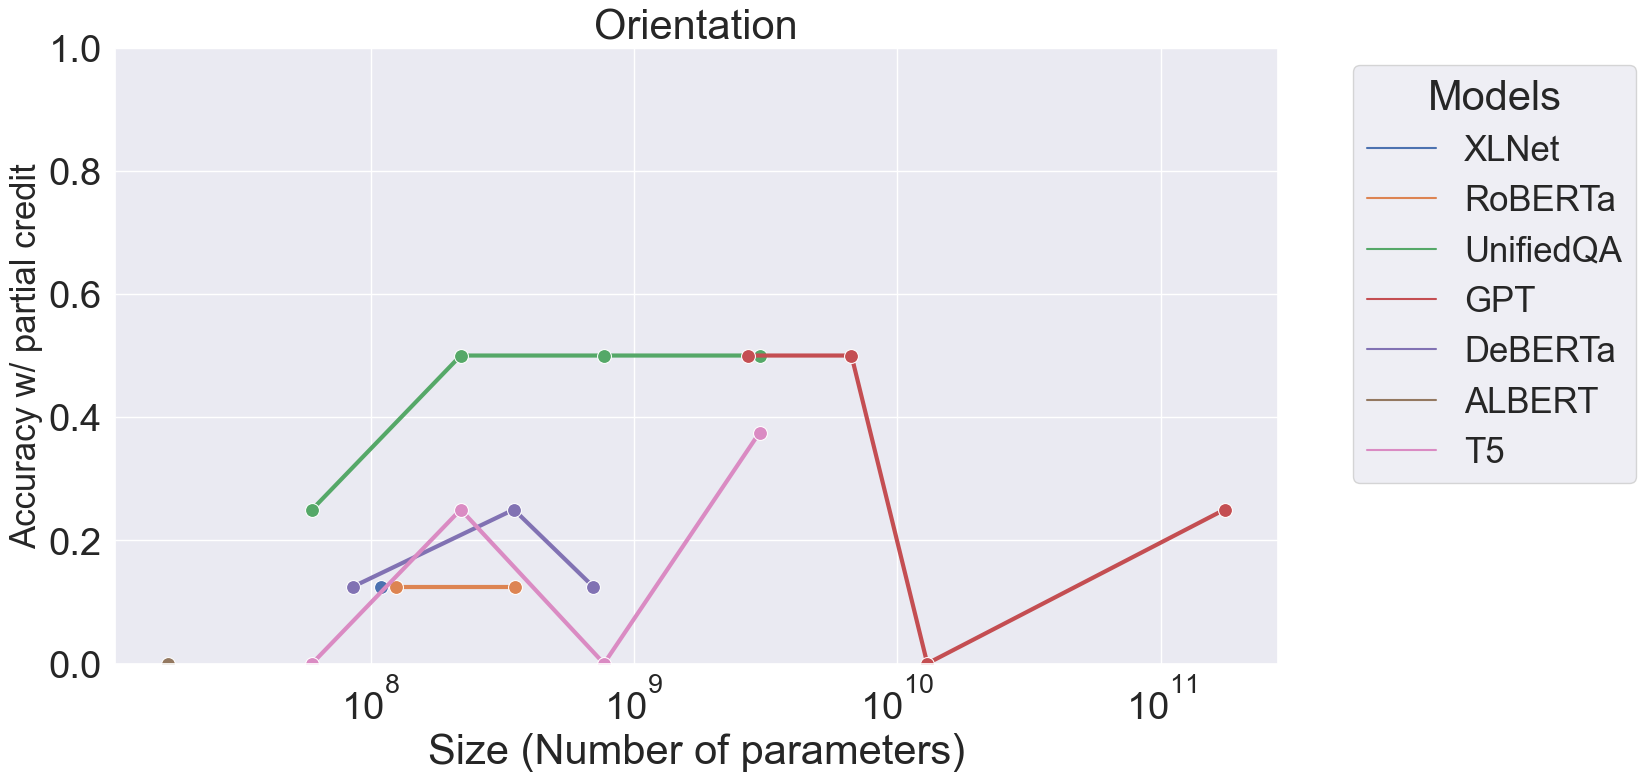 Orientation
Accuracy w/ partial credit
1.0
0.8
0.6
0.4
0.2
0.0
10^8
10^9
10^10
10^11
Size (Number of parameters)
Models
XLNet
RoBERTa
UnifiedQA
GPT
DeBERTa
ALBERT
T5